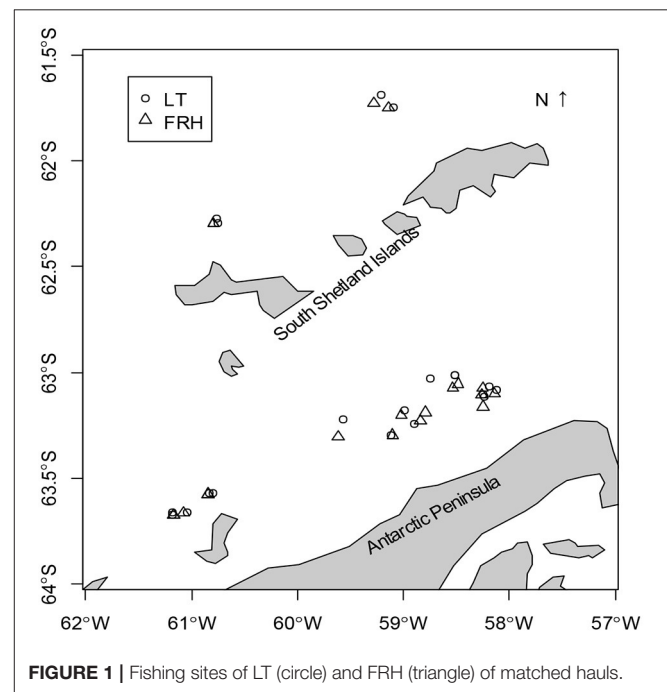 61.5°S
62°S
62.5°S
63°S
63.5°S
64°S
LT
FRH
N ↑
South Shetland Islands
Antarctic Peninsula
62°W 61°W 60°W 59°W 58°W 57°W
FIGURE 1 | Fishing sites of LT (circle) and FRH (triangle) of matched hauls.